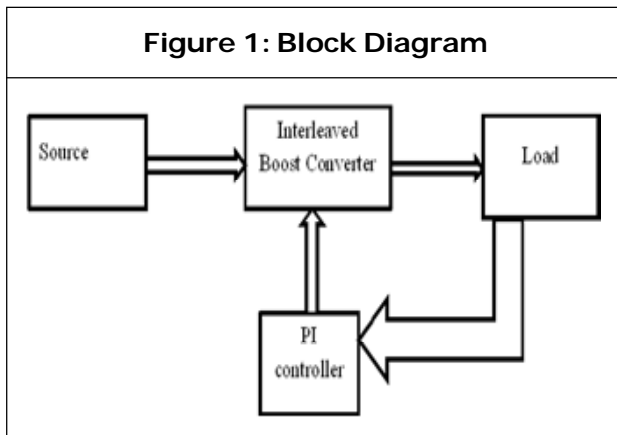 Figure 1: Block Diagram
Source
Interleaved
Boost Converter
Load
PI
controller